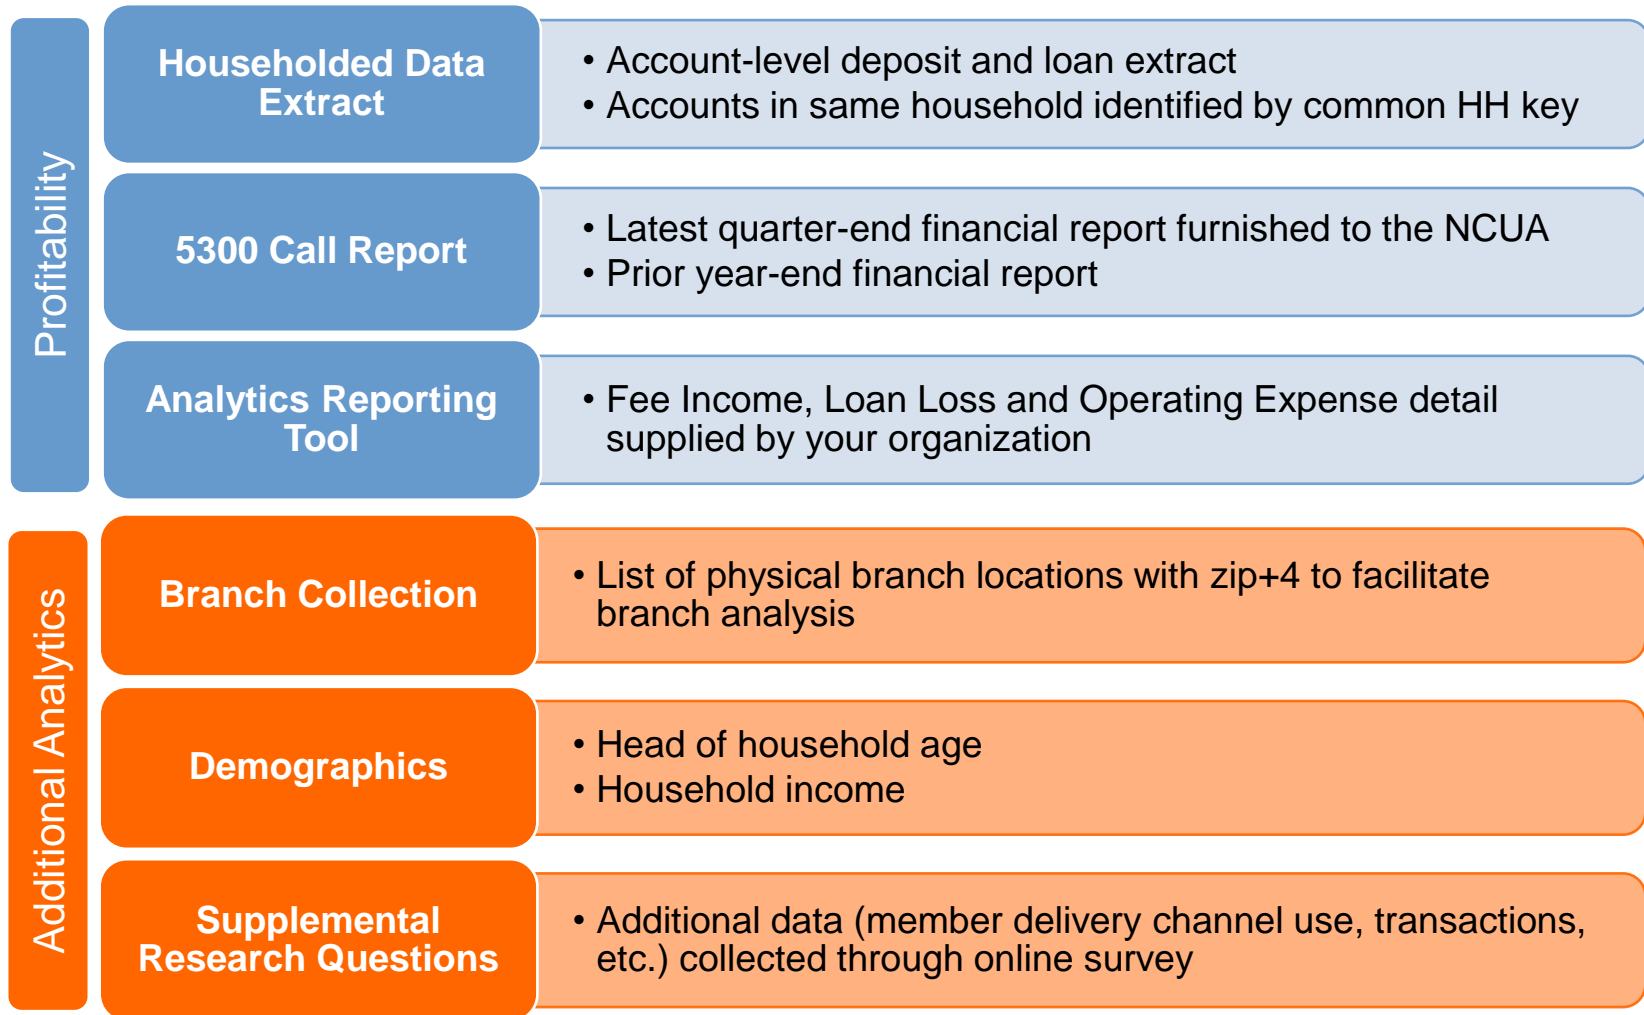 Profitability
Householded Data
Extract
• Account-level deposit and loan extract
• Accounts in same household identified by common HH key
5300 Call Report
• Latest quarter-end financial report furnished to the NCUA
• Prior year-end financial report
Analytics Reporting
Tool
• Fee Income, Loan Loss and Operating Expense detail
supplied by your organization
Additional Analytics
Branch Collection
• List of physical branch locations with zip+4 to facilitate
branch analysis
Demographics
• Head of household age
• Household income
Supplemental
Research Questions
• Additional data (member delivery channel use, transactions,
etc.) collected through online survey